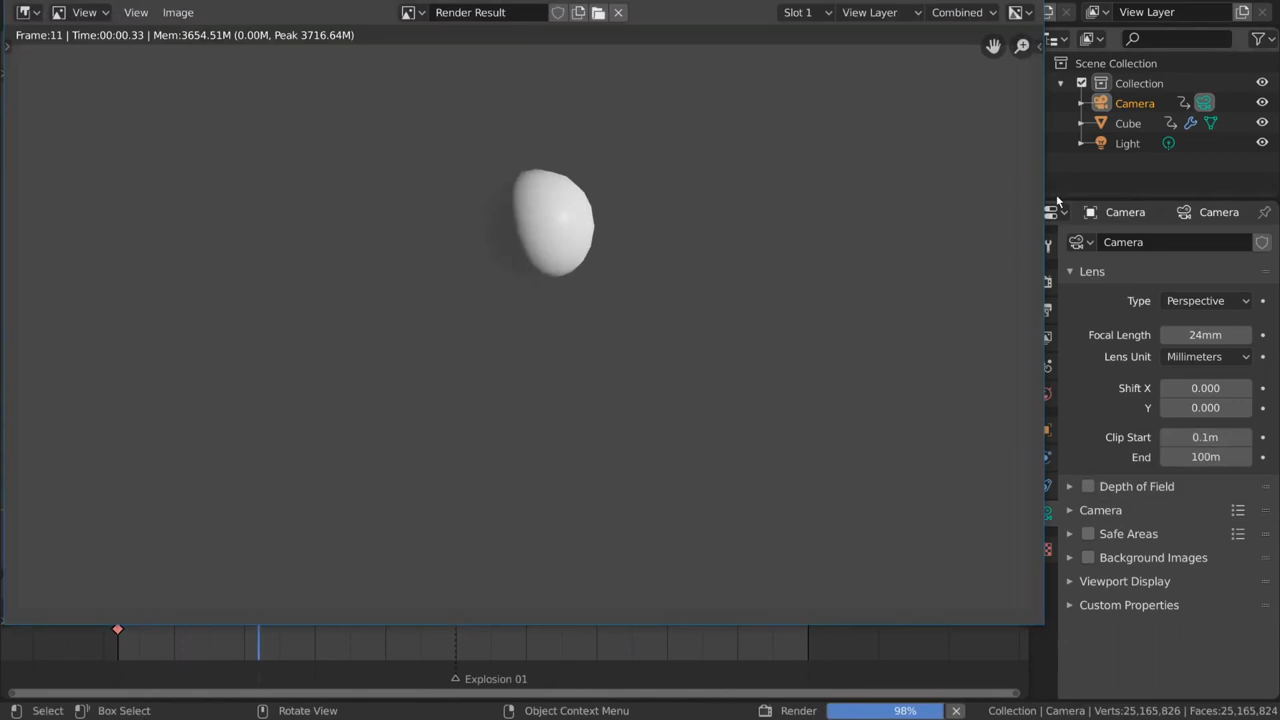 View View Image Render Result Slot 1 View Layer Combined View Layer
Frame:11 | Time:00:00.33 | Mem:3654.51M (0.00M, Peak 3716.64M)
Scene Collection
Collection
Camera
Cube
Light
Camera Camera
Camera
Lens
Type Perspective
Focal Length 24mm
Lens Unit Millimeters
Shift X 0.000
Y 0.000
Clip Start 0.1m
End 100m
Depth of Field
Camera
Safe Areas
Background Images
Viewport Display
Custom Properties
Explosion 01
Select Box Select Rotate View Object Context Menu Render 98% Collection | Camera | Verts:25,165,826 | Faces:25,165,824